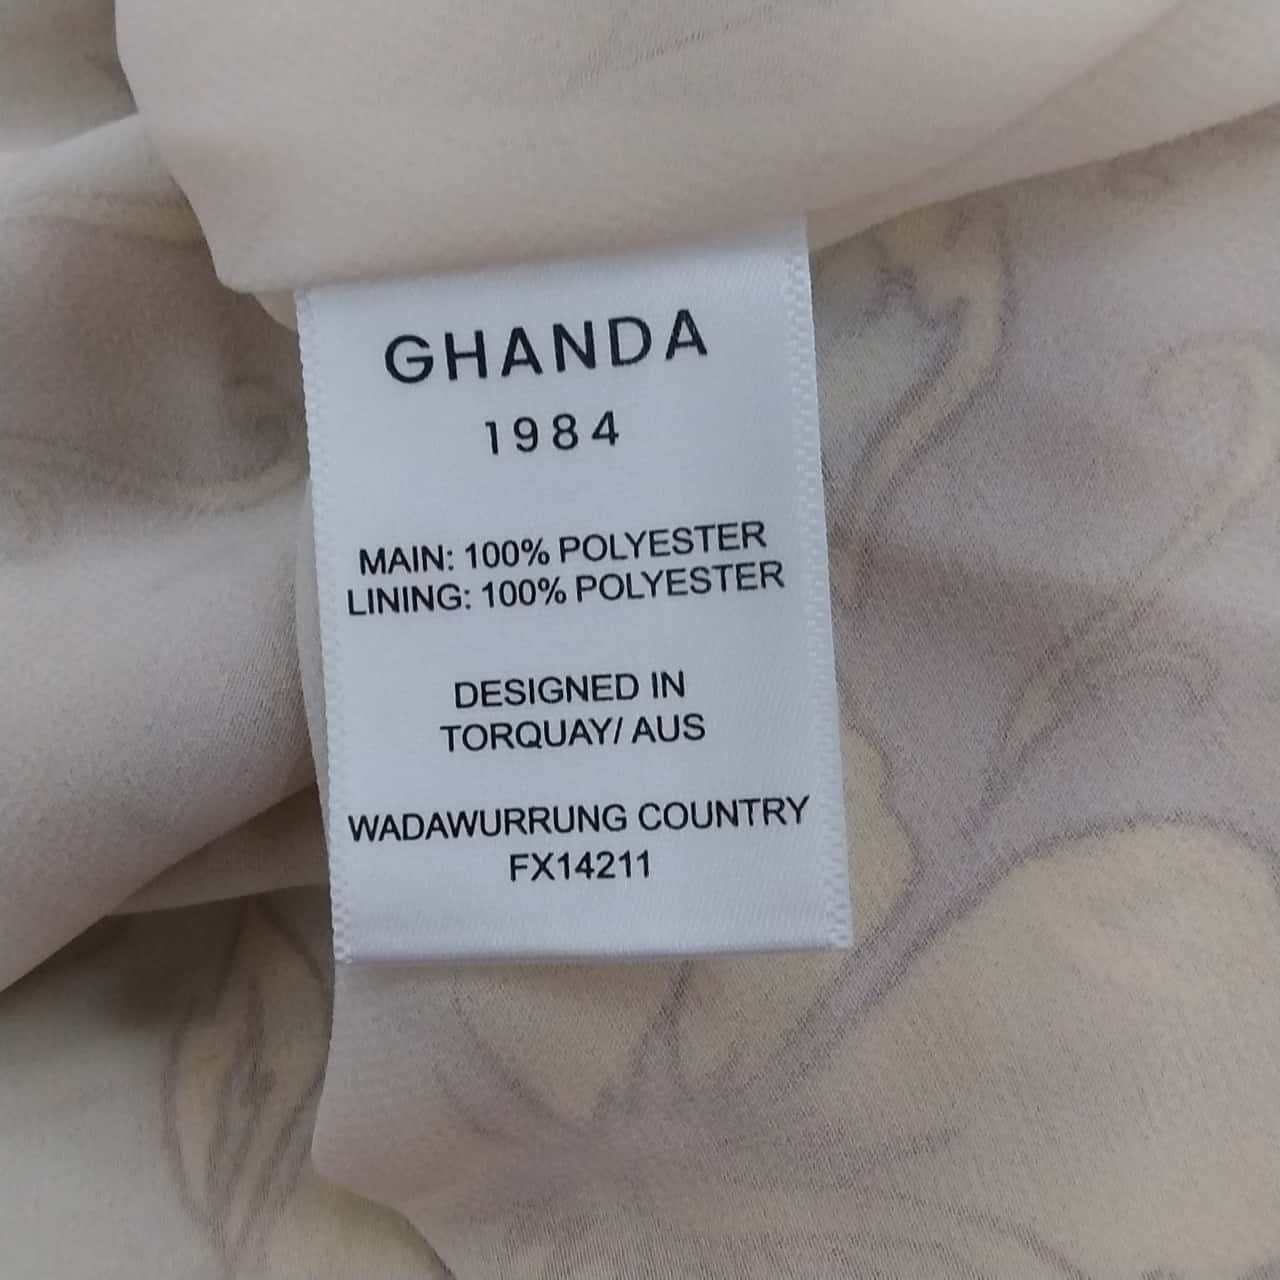 GHANDA
1984
MAIN: 100% POLYESTER
LINING: 100% POLYESTER
DESIGNED IN
TORQUAY/ AUS
WADAWURRUNG COUNTRY
FX14211